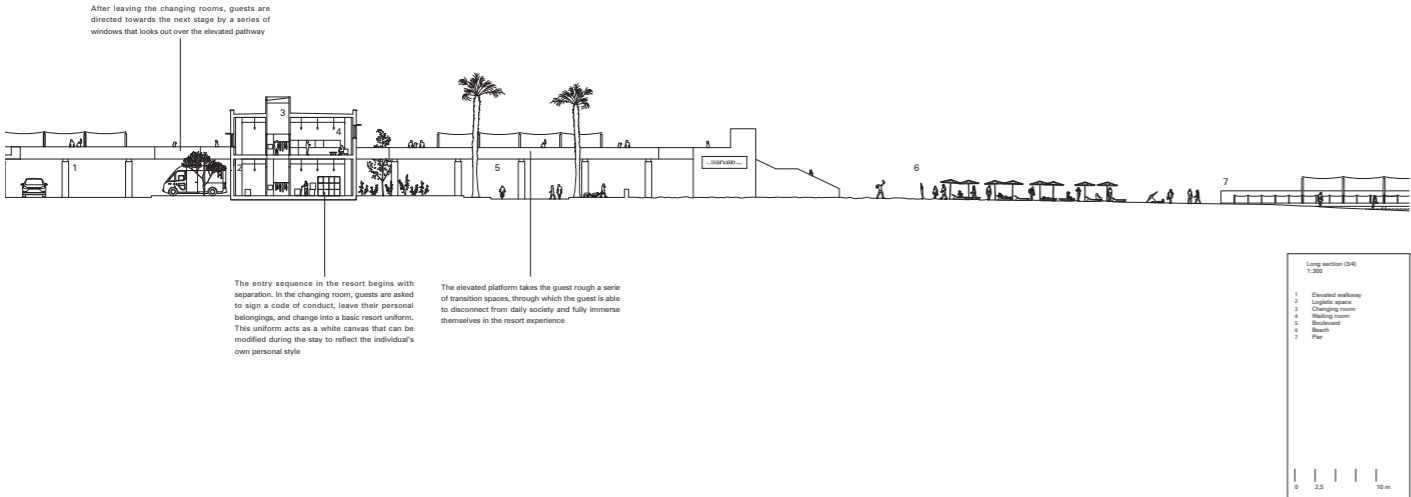 After leaving the changing rooms, guests are
directed towards the next stage by a series of
windows that looks out over the elevated pathway
3
4
1
2
5
6
7
The entry sequence in the resort begins with
separation. In the changing room, guests are asked
to sign a code of conduct, leave their personal
belongings, and change into a basic resort uniform.
This uniform acts as a white canvas that can be
modified during the stay to reflect the individual's
own personal style
The elevated platform takes the guest rough a serie
of transition spaces, through which the guest is able
to disconnect from daily society and fully immerse
themselves in the resort experience
Long section (3/4)
1:300
1 Elevated walkway
2 Logistic space
3 Changing room
4 Waiting room
5 Boulevard
6 Beach
7 Pier
0 2,5 10 m